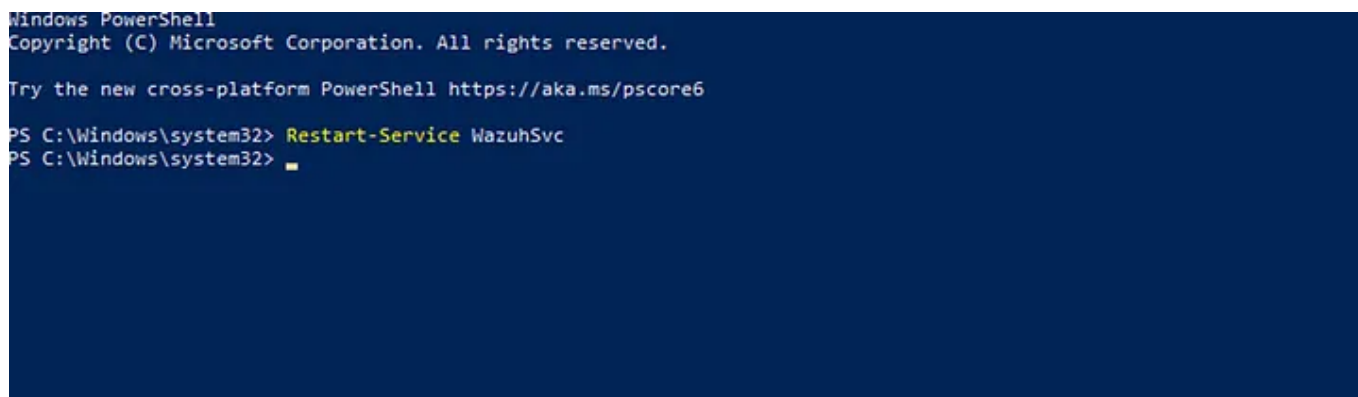 Windows PowerShell
Copyright (C) Microsoft Corporation. All rights reserved.
Try the new cross-platform PowerShell https://aka.ms/pscore6
PS C:\Windows\system32> Restart-Service WazuhSvc
PS C:\Windows\system32>